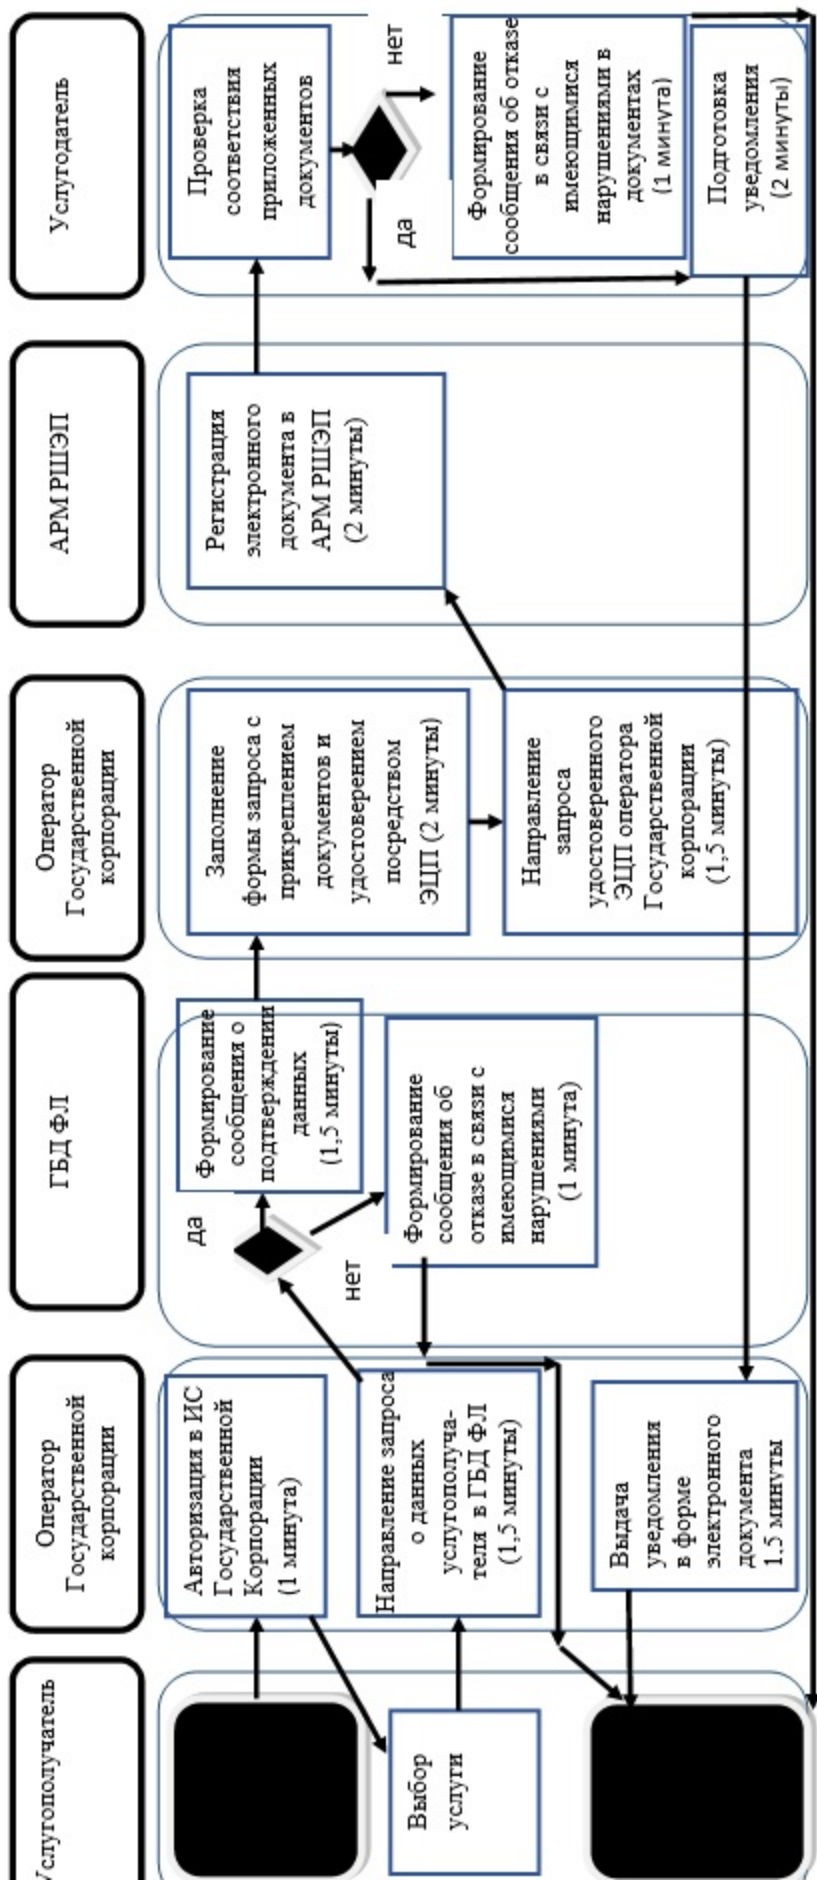 Услугополучатель
Оператор
Государственной
корпорации
ГБД ФЛ
Оператор
Государственной
корпорации
АРМ РШЭП
Услугодатель
Авторизация в ИС
Государственной
Корпорации
(1 минута)
Выбор
услуги
Направление запроса
о данных
услугополуча-
теля в ГБД ФЛ
(1,5 минуты)
да
нет
Формирование
сообщения о
подтверждении
данных
(1,5 минуты)
Формирование
сообщения об
отказе в связи с
имеющимися
нарушениями
(1 минута)
Заполнение
формы запроса с
прикреплением
документов и
удостоверением
посредством
ЭЦП (2 минуты)
Направление
запроса
удостоверенного
ЭЦП оператора
Государственной
корпорации
(1,5 минуты)
Регистрация
электронного
документа в
АРМ РШЭП
(2 минуты)
Проверка
соответствия
приложенных
документов
да
нет
Формирование
сообщения об отказе
в связи с
имеющимися
нарушениями в
документах
(1 минута)
Подготовка
уведомления
(2 минуты)
Выдача
уведомления
в форме
электронного
документа
1.5 минуты